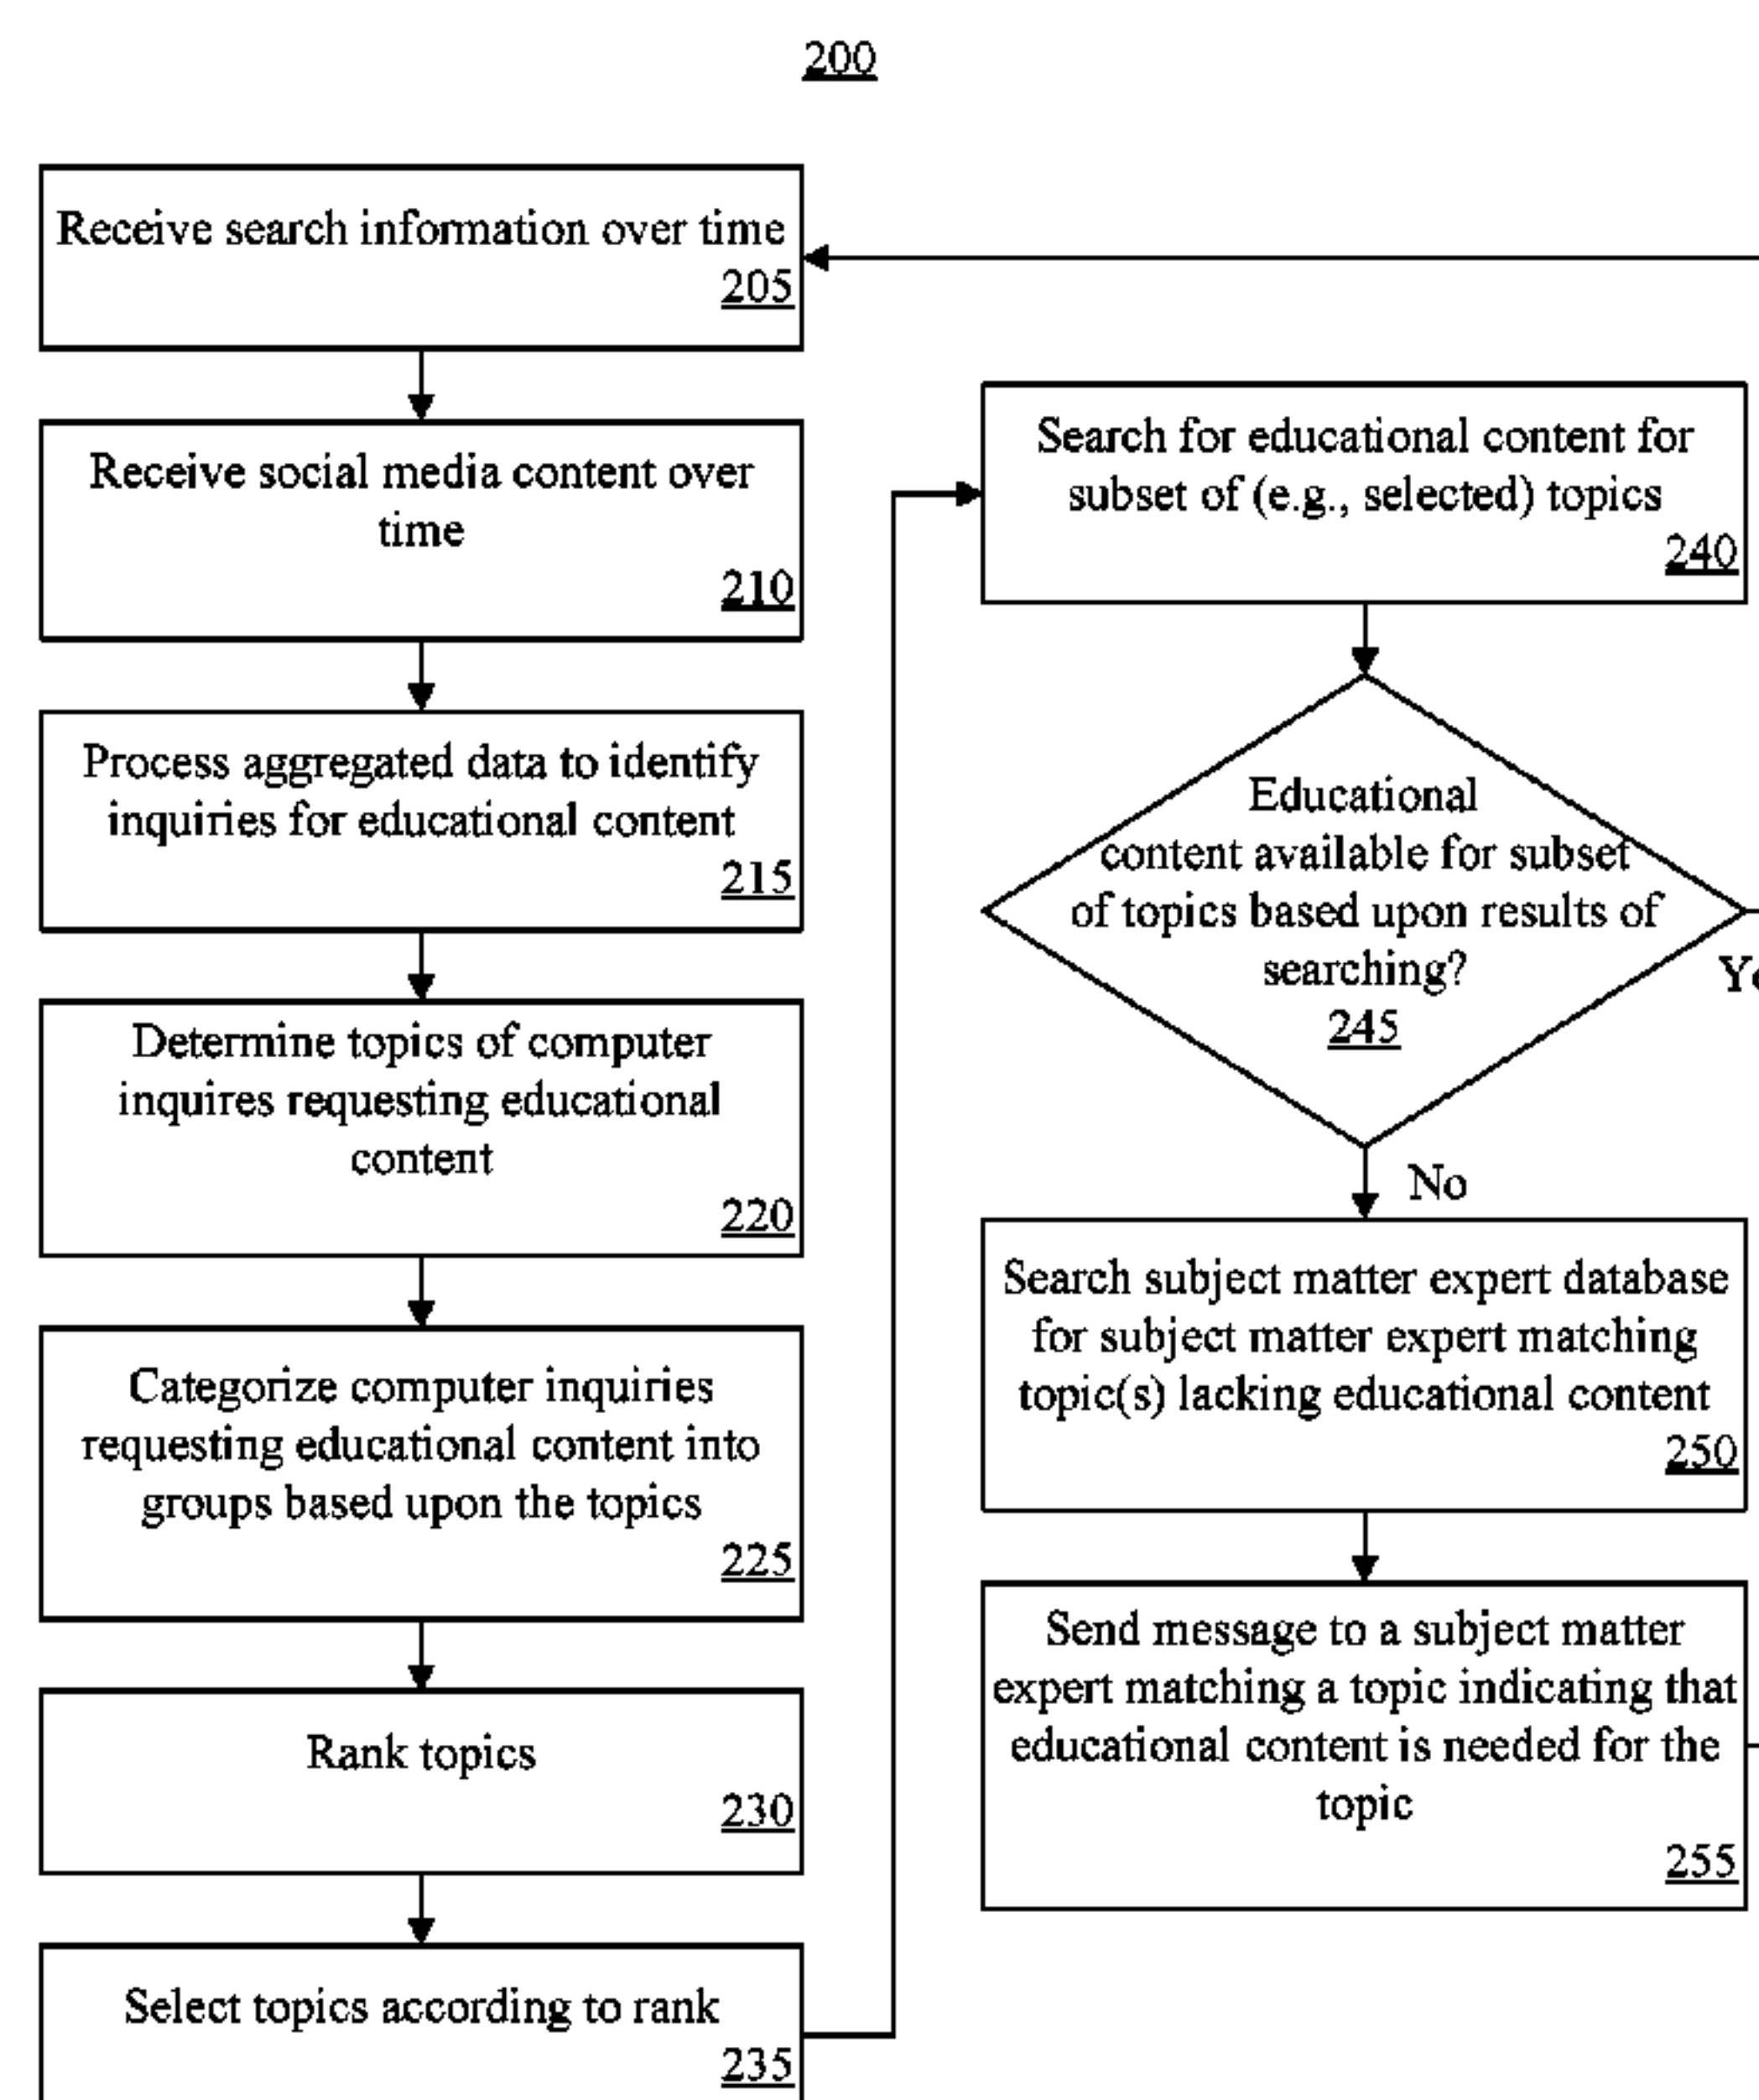 200
Receive search information over time
205
Receive social media content over
time
210
Process aggregated data to identify
inquiries for educational content
215
Determine topics of computer
inquires requesting educational
content
220
Categorize computer inquiries
requesting educational content into
groups based upon the topics
225
Rank topics
230
Select topics according to rank
235
Search for educational content for
subset of (e.g., selected) topics
240
Educational
content available for subset
of topics based upon results of
searching?
245
No
Search subject matter expert database
for subject matter expert matching
topic(s) lacking educational content
250
Send message to a subject matter
expert matching a topic indicating that
educational content is needed for the
topic
255